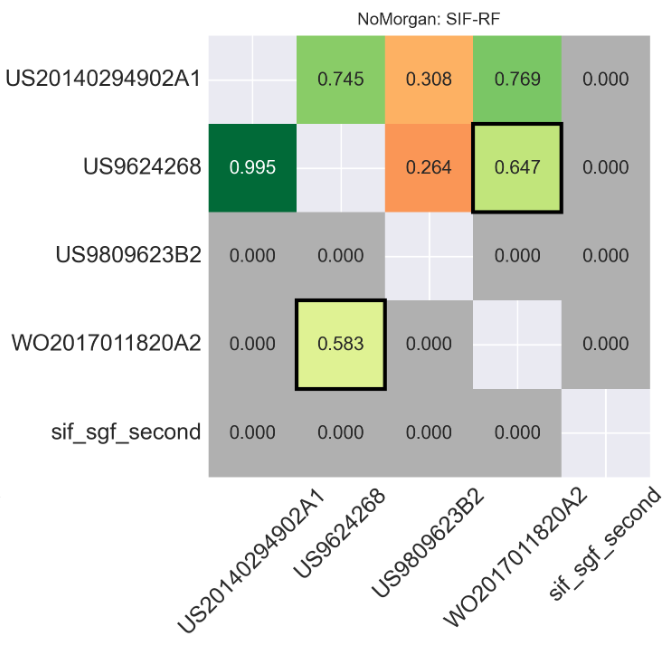 NoMorgan: SIF-RF
US20140294902A1 0.745 0.308 0.769 0.000
US9624268 0.995 0.264 0.647 0.000
US9809623B2 0.000 0.000 0.000 0.000
WO2017011820A2 0.000 0.583 0.000 0.000
sif_sgf_second 0.000 0.000 0.000 0.000
US20140294902A1 US9624268 US9809623B2 WO2017011820A2 sif_sgf_second